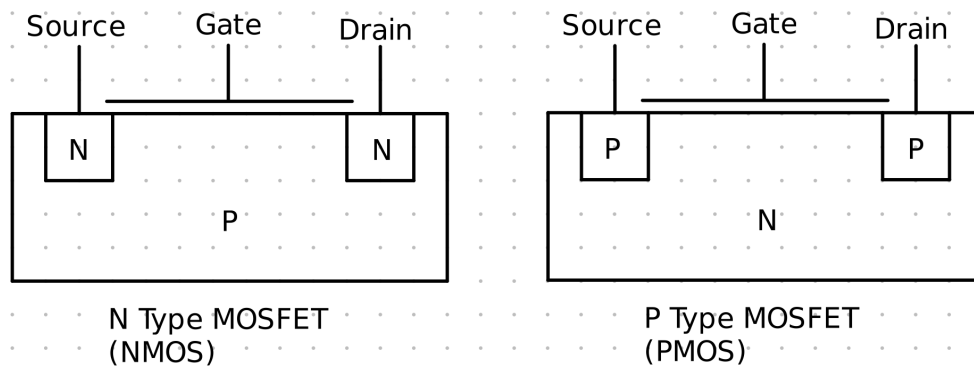 Source Gate Drain
N N
P
N Type MOSFET
(NMOS)
Source Gate Drain
P P
N
P Type MOSFET
(PMOS)